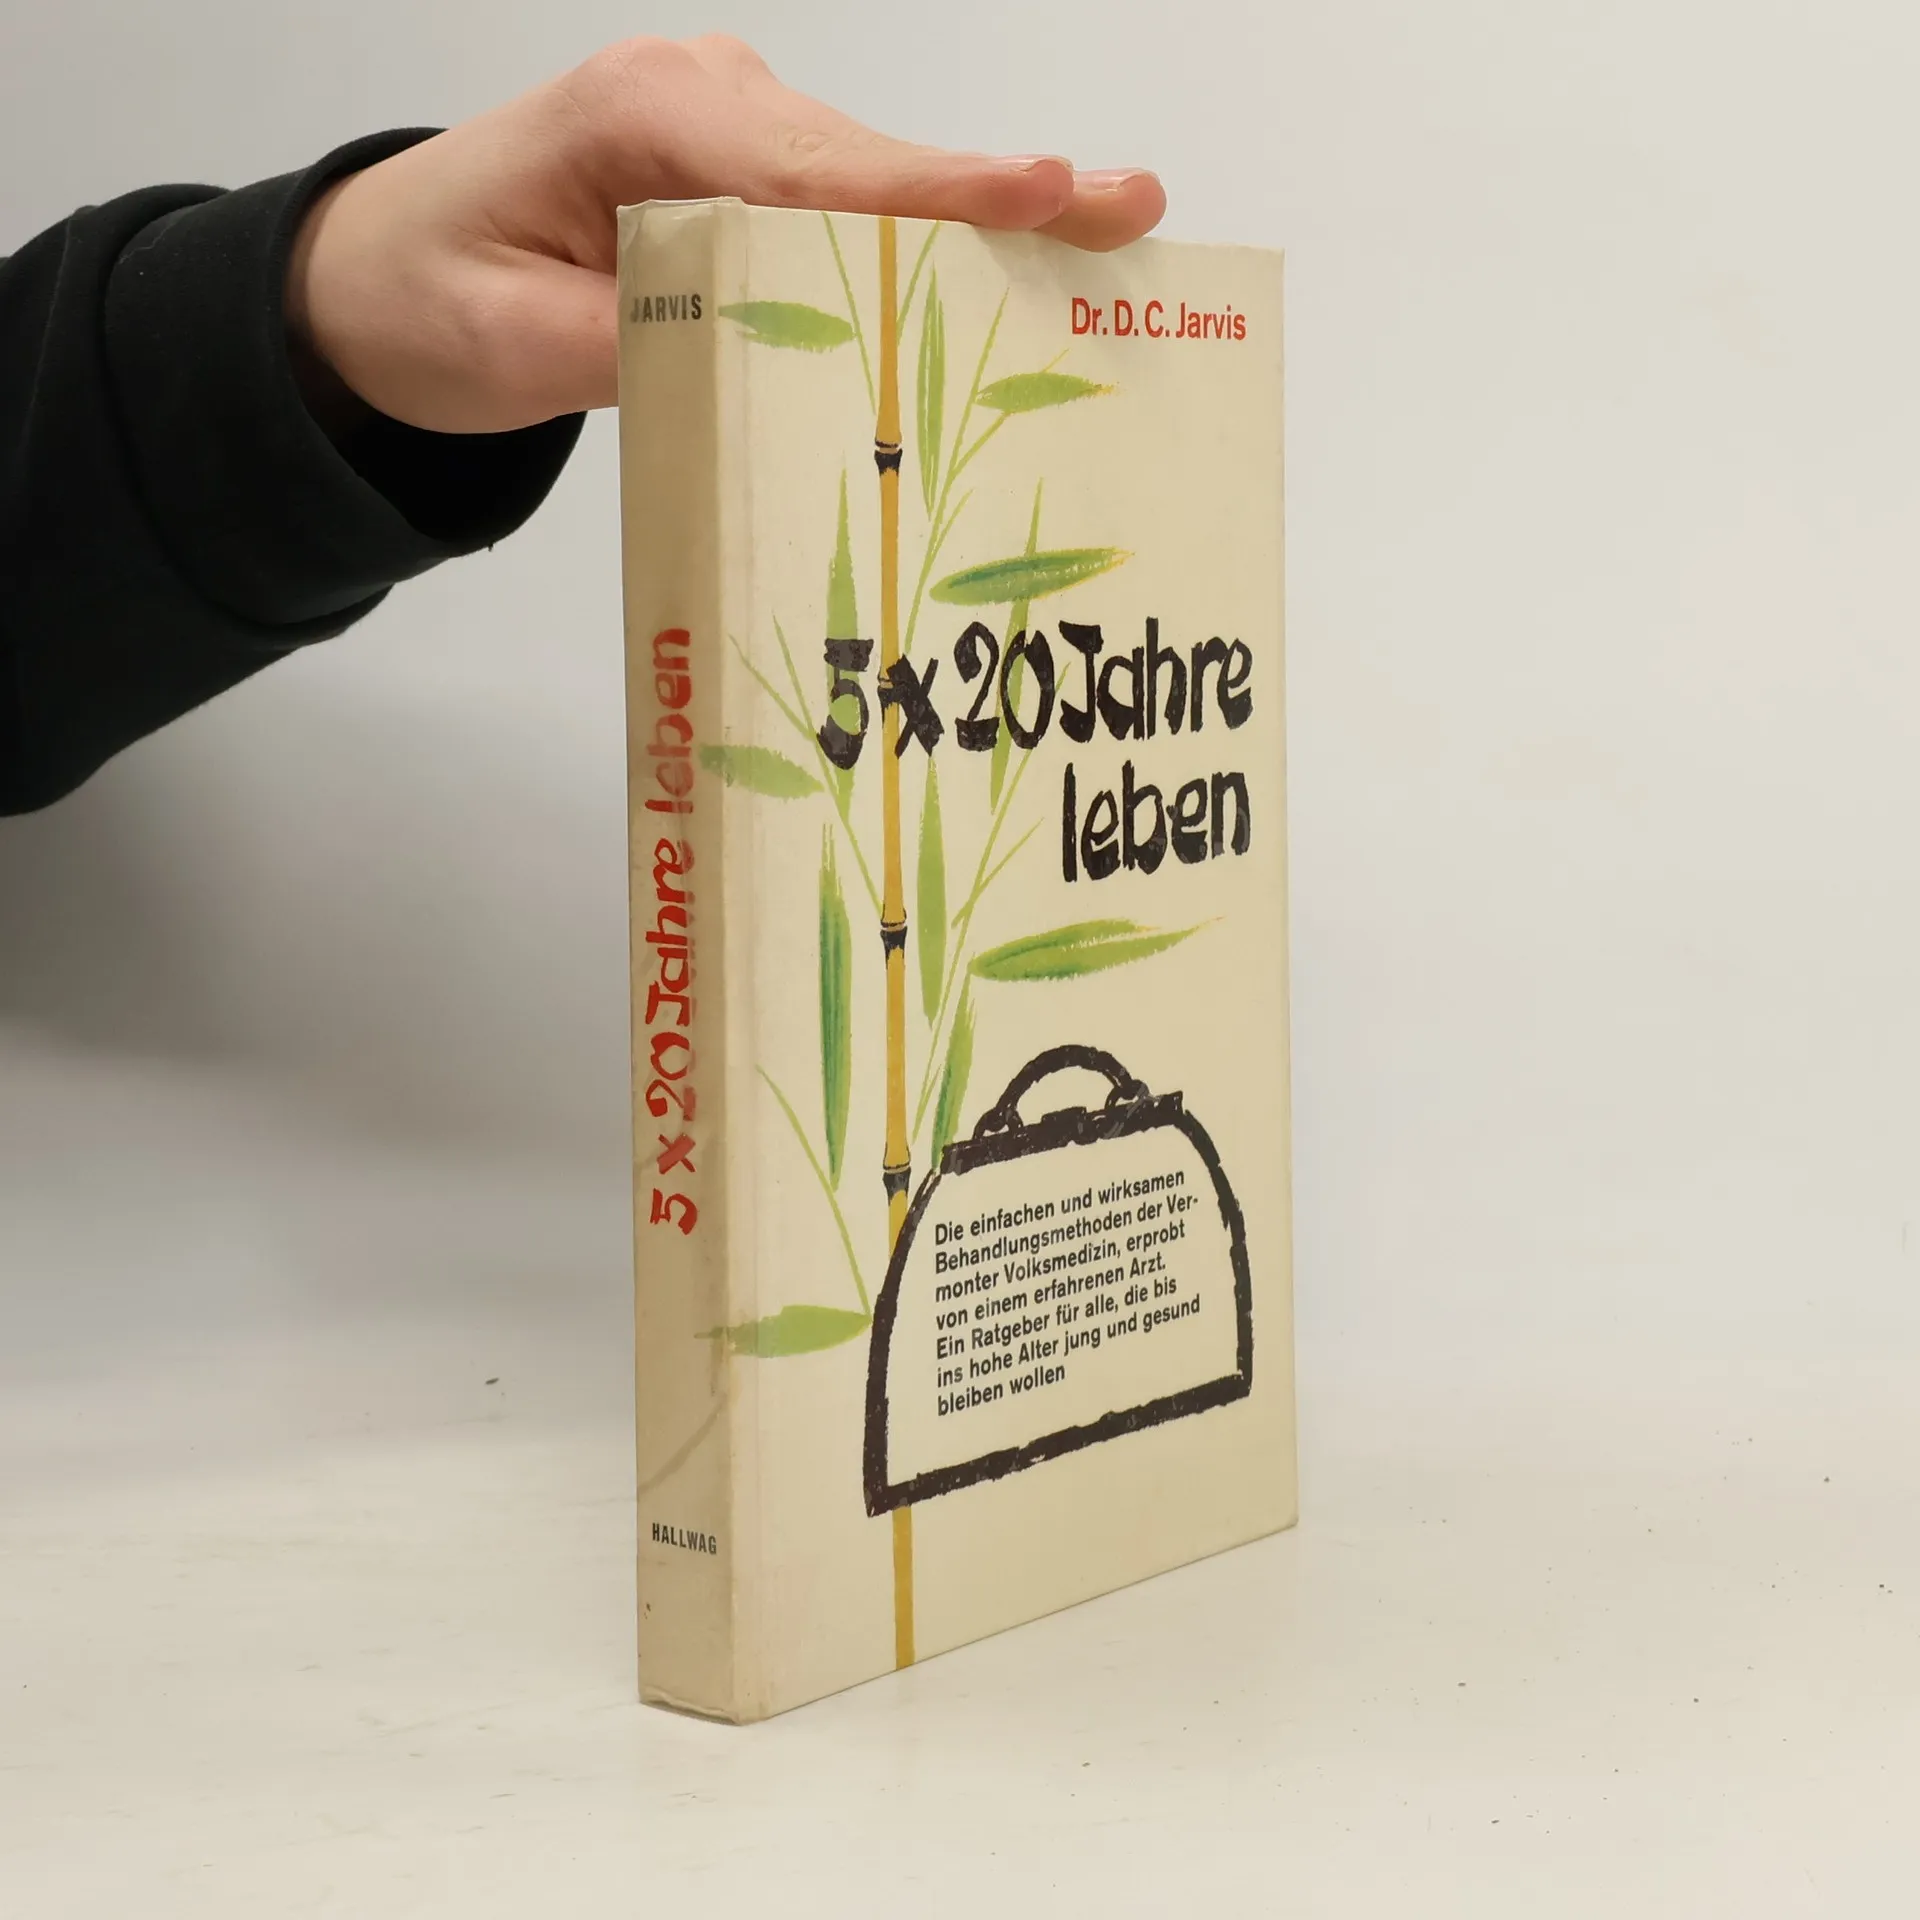 JARVIS
5 x 20 Jahre leben
HALLWAG
Dr. D. C. Jarvis
5 x 20 Jahre
leben
Die einfachen und wirksamen
Behandlungsmethoden der Ver-
monter Volksmedizin, erprobt
von einem erfahrenen Arzt.
Ein Ratgeber für alle, die bis
ins hohe Alter jung und gesund
bleiben wollen